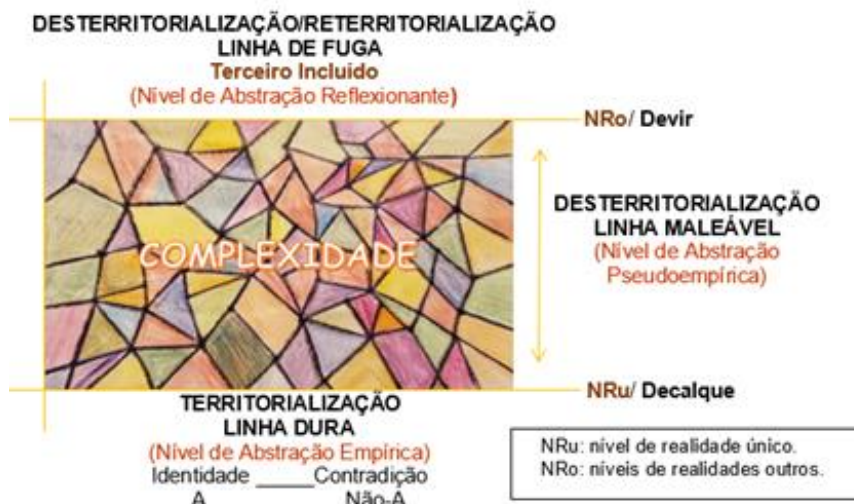 DESTERRITORIALIZAÇÃO/RETERRITORIALIZAÇÃO
LINHA DE FUGA
Terceiro Incluído
(Nível de Abstração Reflexionante)
NRo/ Devir
DESTERRITORIALIZAÇÃO
LINHA MALEÁVEL
(Nível de Abstração
Pseudoempírica)
COMPLEXIDADE
NRu/ Decalque
TERRITORIALIZAÇÃO
LINHA DURA
(Nível de Abstração Empírica)
Identidade _____ Contradição
A Não-A
NRu: nível de realidade único.
NRo: níveis de realidades outros.